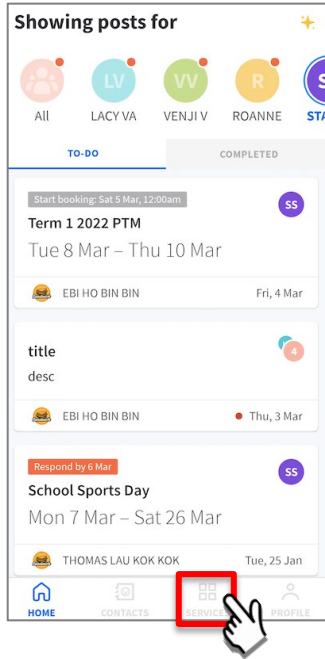 Showing posts for
LV
VV
R
S
All
LACY VA
VENJI V
ROANNE
STA
TO-DO
COMPLETED
Start booking: Sat 5 Mar, 12:00am
SS
Term 1 2022 PTM
Tue 8 Mar – Thu 10 Mar
EBI HO BIN BIN
Fri, 4 Mar
title
4
desc
EBI HO BIN BIN
Thu, 3 Mar
Respond by 6 Mar
SS
School Sports Day
Mon 7 Mar – Sat 26 Mar
THOMAS LAU KOK KOK
Tue, 25 Jan
HOME
CONTACTS
SERVICE
PROFILE